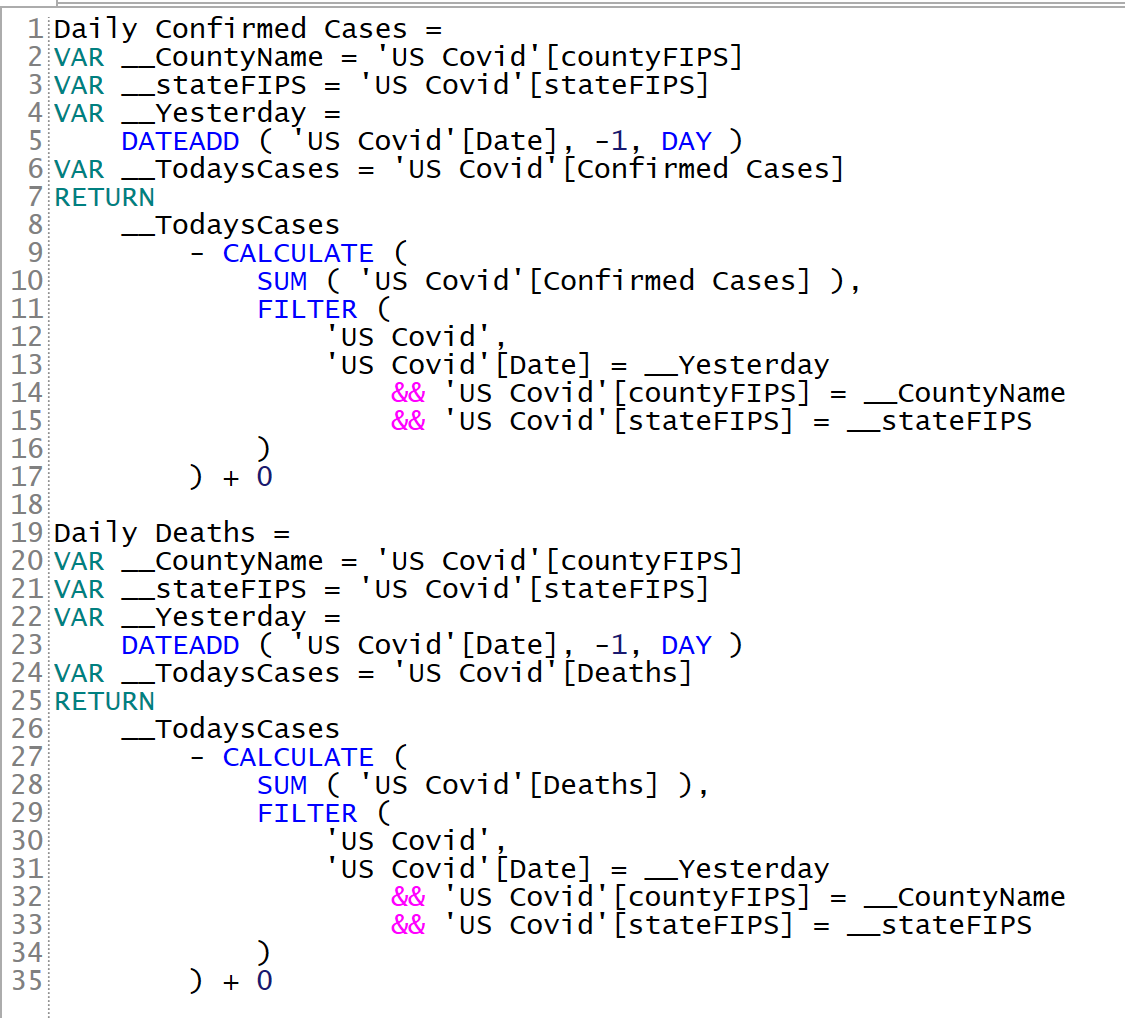 1 Daily Confirmed Cases =
2 VAR __CountyName = 'US Covid'[countyFIPS]
3 VAR __stateFIPS = 'US Covid'[stateFIPS]
4 VAR __Yesterday =
5     DATEADD ( 'US Covid'[Date], -1, DAY )
6 VAR __TodaysCases = 'US Covid'[Confirmed Cases]
7 RETURN
8     __TodaysCases
9         - CALCULATE (
10             SUM ( 'US Covid'[Confirmed Cases] ),
11             FILTER (
12                 'US Covid',
13                 'US Covid'[Date] = __Yesterday
14                     && 'US Covid'[countyFIPS] = __CountyName
15                     && 'US Covid'[stateFIPS] = __stateFIPS
16             )
17         ) + 0
18
19 Daily Deaths =
20 VAR __CountyName = 'US Covid'[countyFIPS]
21 VAR __stateFIPS = 'US Covid'[stateFIPS]
22 VAR __Yesterday =
23     DATEADD ( 'US Covid'[Date], -1, DAY )
24 VAR __TodaysCases = 'US Covid'[Deaths]
25 RETURN
26     __TodaysCases
27         - CALCULATE (
28             SUM ( 'US Covid'[Deaths] ),
29             FILTER (
30                 'US Covid',
31                 'US Covid'[Date] = __Yesterday
32                     && 'US Covid'[countyFIPS] = __CountyName
33                     && 'US Covid'[stateFIPS] = __stateFIPS
34             )
35         ) + 0